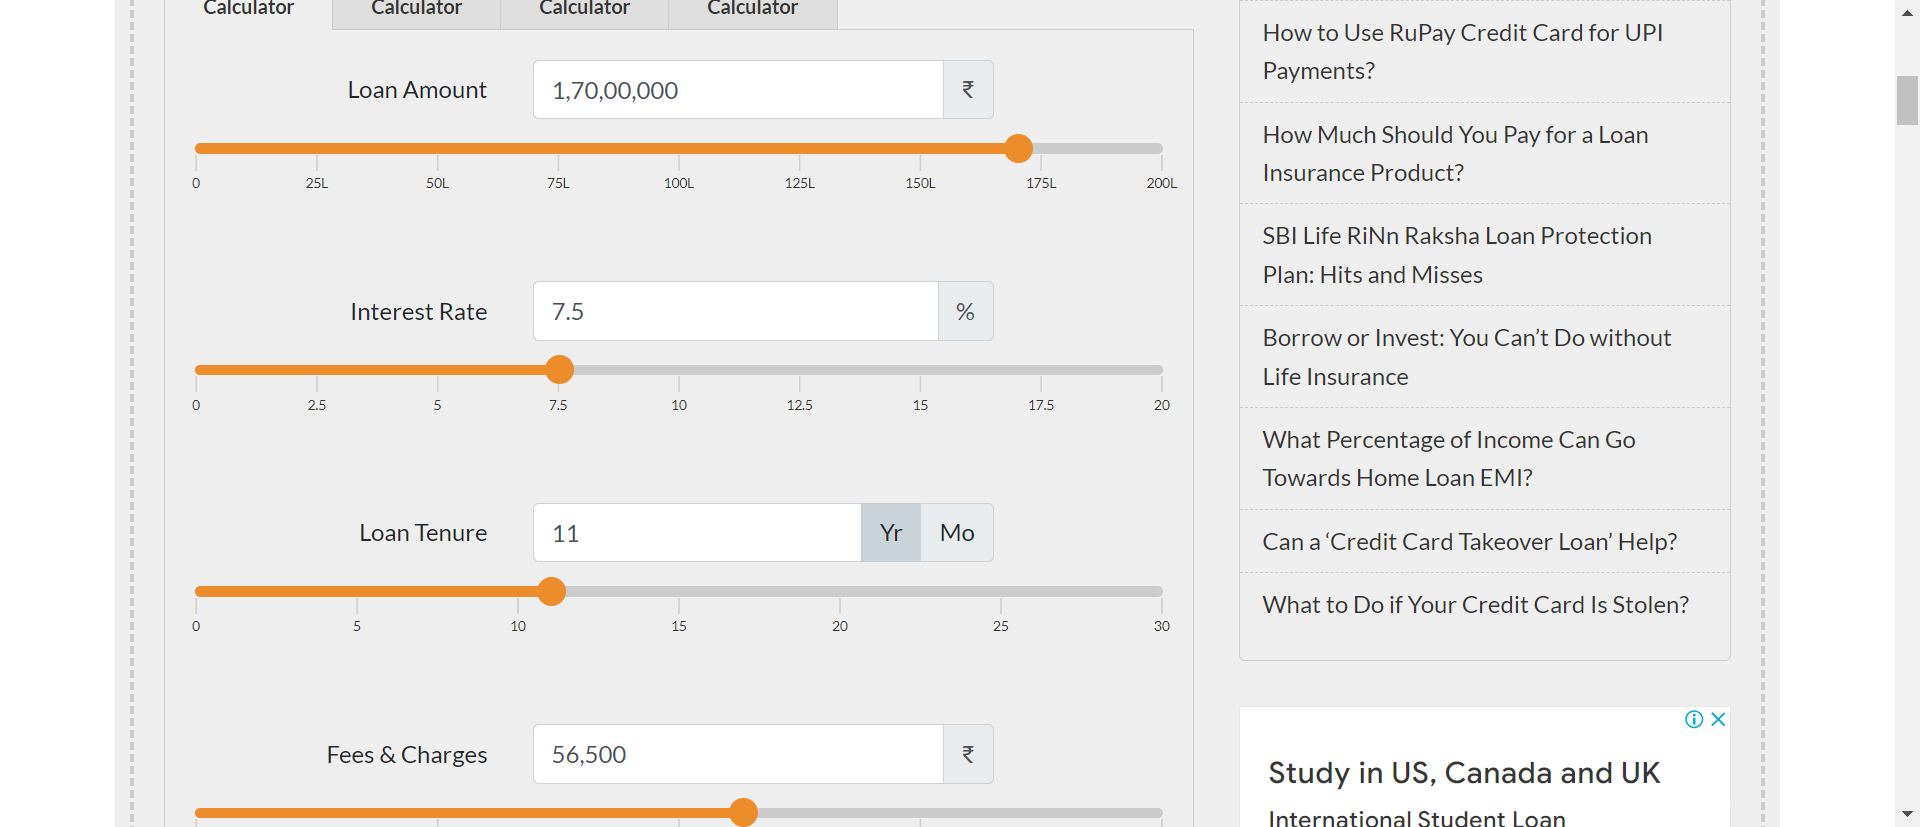 Calculator Calculator Calculator Calculator
Loan Amount 1,70,00,000 ₹
0 25L 50L 75L 100L 125L 150L 175L 200L
Interest Rate 7.5 %
0 2.5 5 7.5 10 12.5 15 17.5 20
Loan Tenure 11 Yr Mo
0 5 10 15 20 25 30
Fees & Charges 56,500 ₹
How to Use RuPay Credit Card for UPI
Payments?
How Much Should You Pay for a Loan
Insurance Product?
SBI Life RiNn Raksha Loan Protection
Plan: Hits and Misses
Borrow or Invest: You Can’t Do without
Life Insurance
What Percentage of Income Can Go
Towards Home Loan EMI?
Can a ‘Credit Card Takeover Loan’ Help?
What to Do if Your Credit Card Is Stolen?
Study in US, Canada and UK
International Student Loan